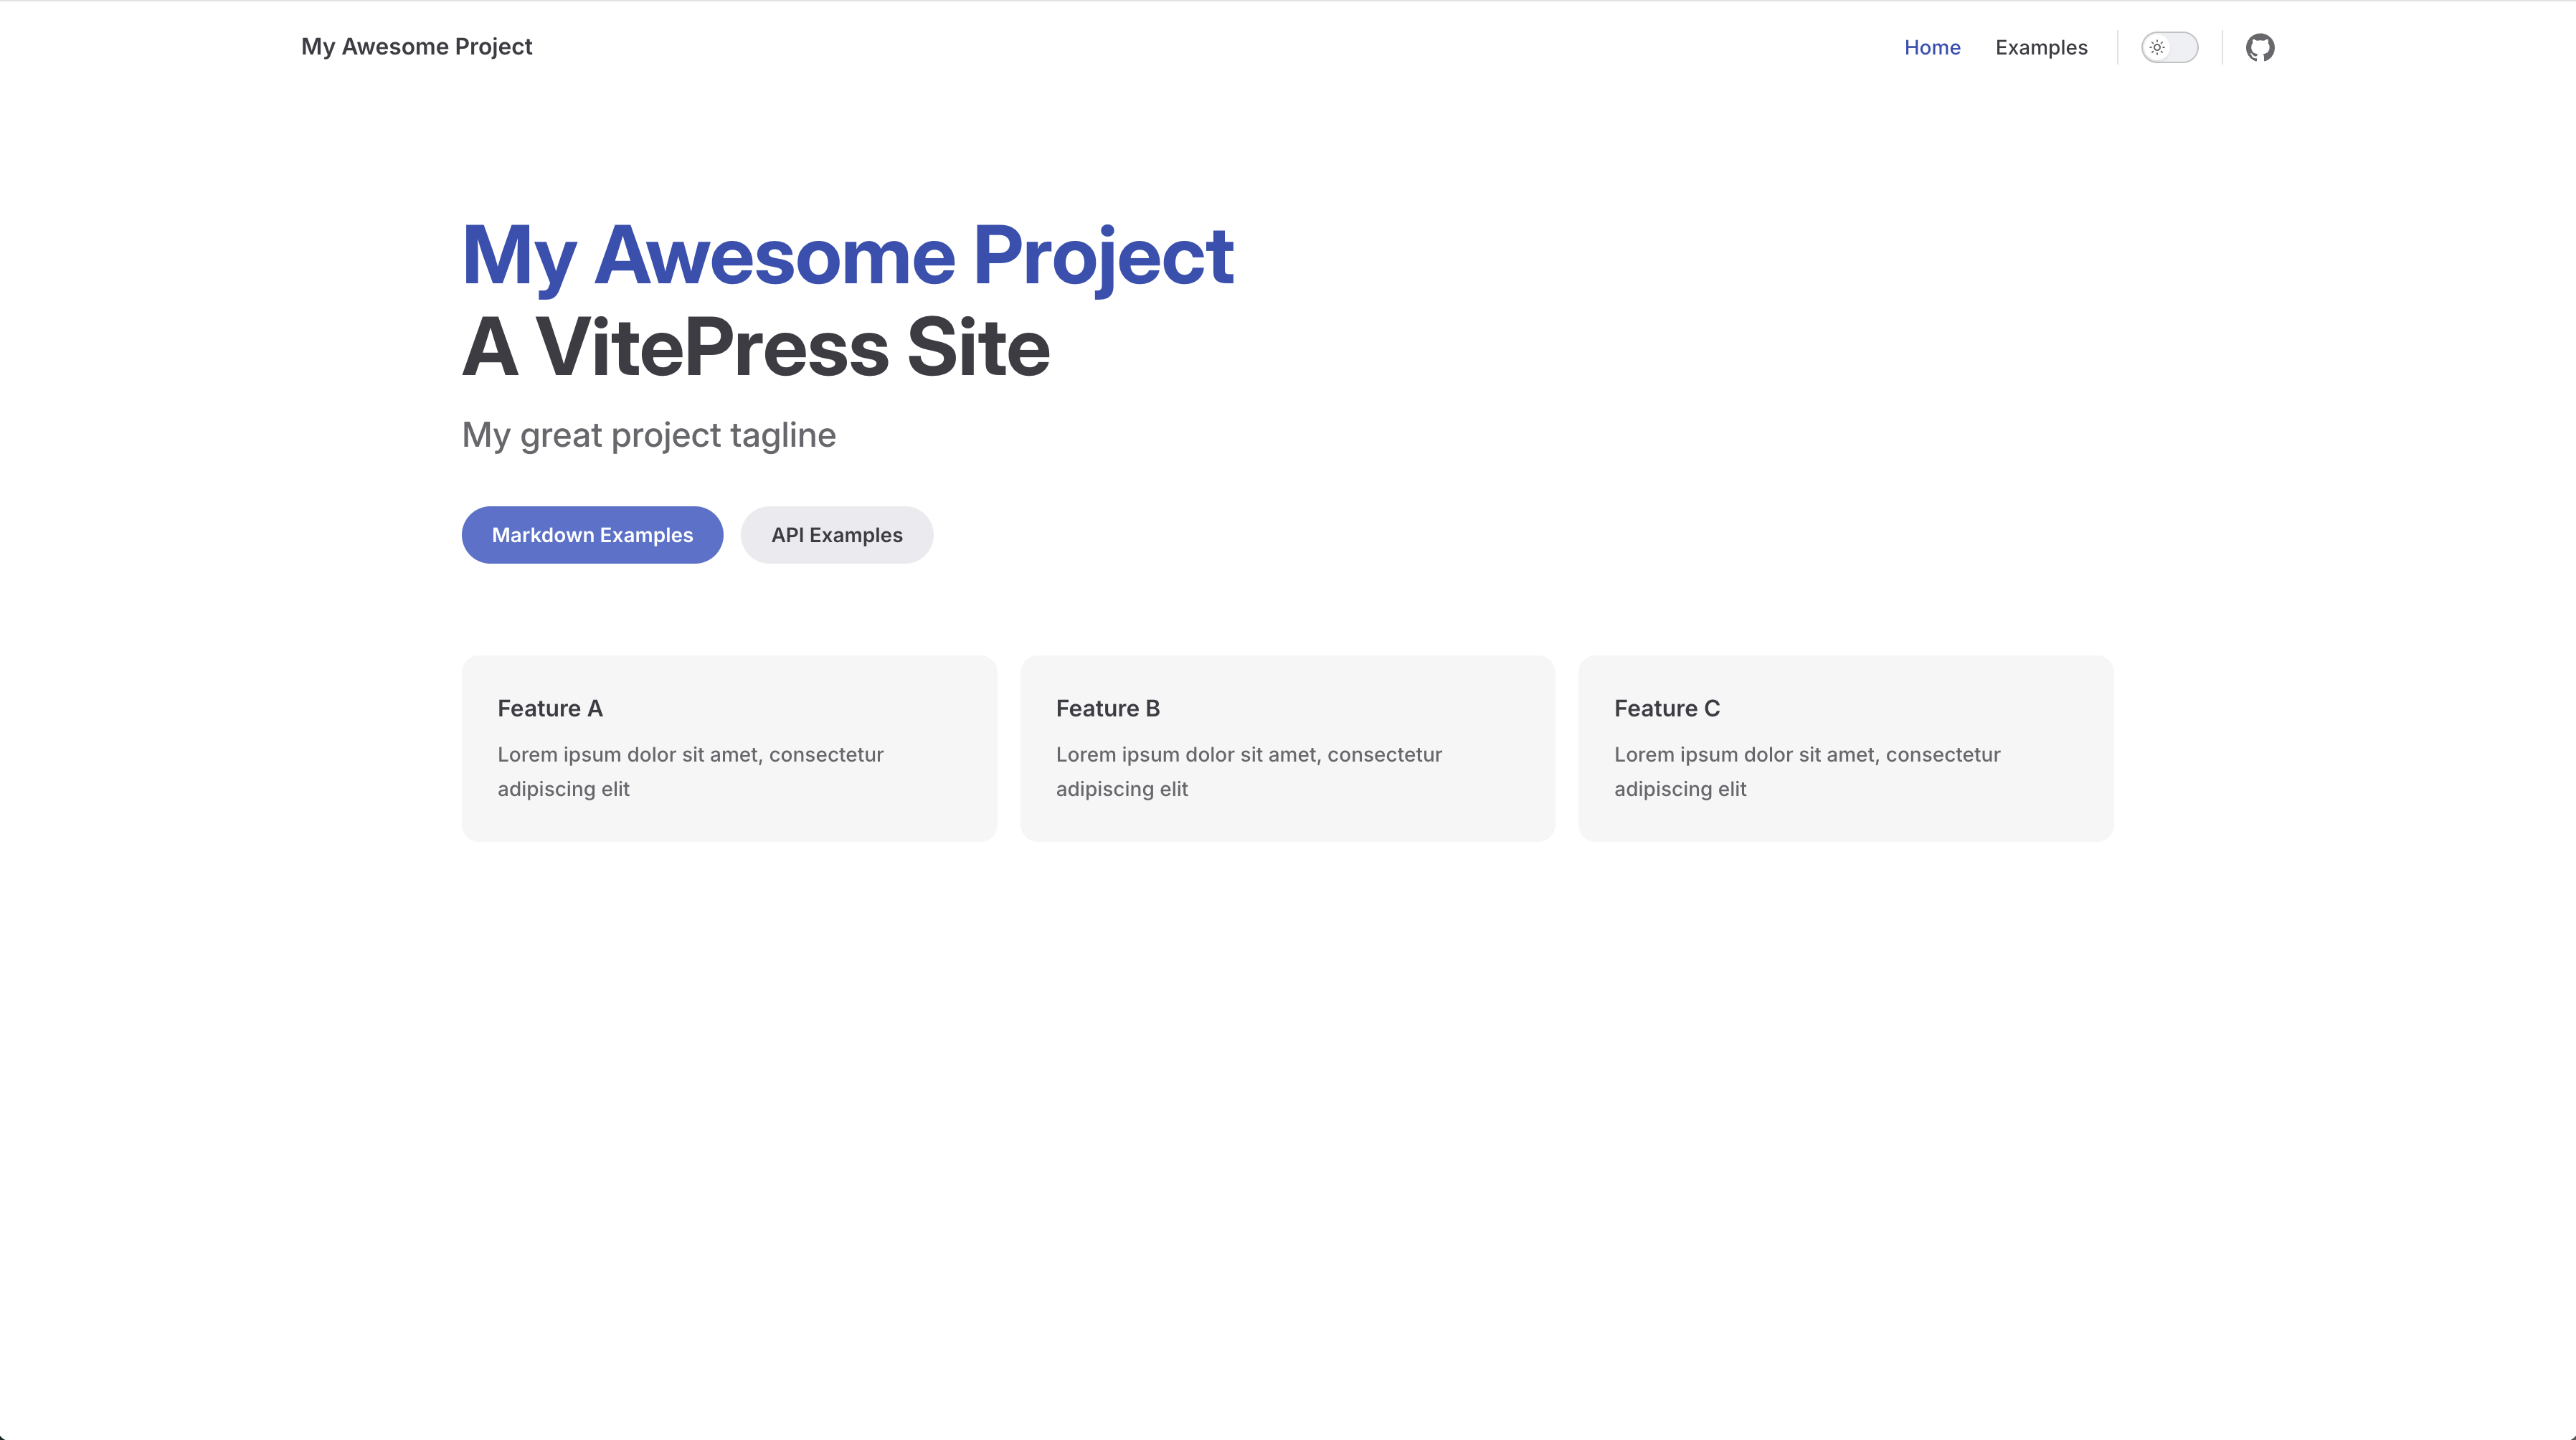 My Awesome Project
Home
Examples
My Awesome Project
A VitePress Site
My great project tagline
Markdown Examples
API Examples
Feature A
Lorem ipsum dolor sit amet, consectetur
adipiscing elit
Feature B
Lorem ipsum dolor sit amet, consectetur
adipiscing elit
Feature C
Lorem ipsum dolor sit amet, consectetur
adipiscing elit